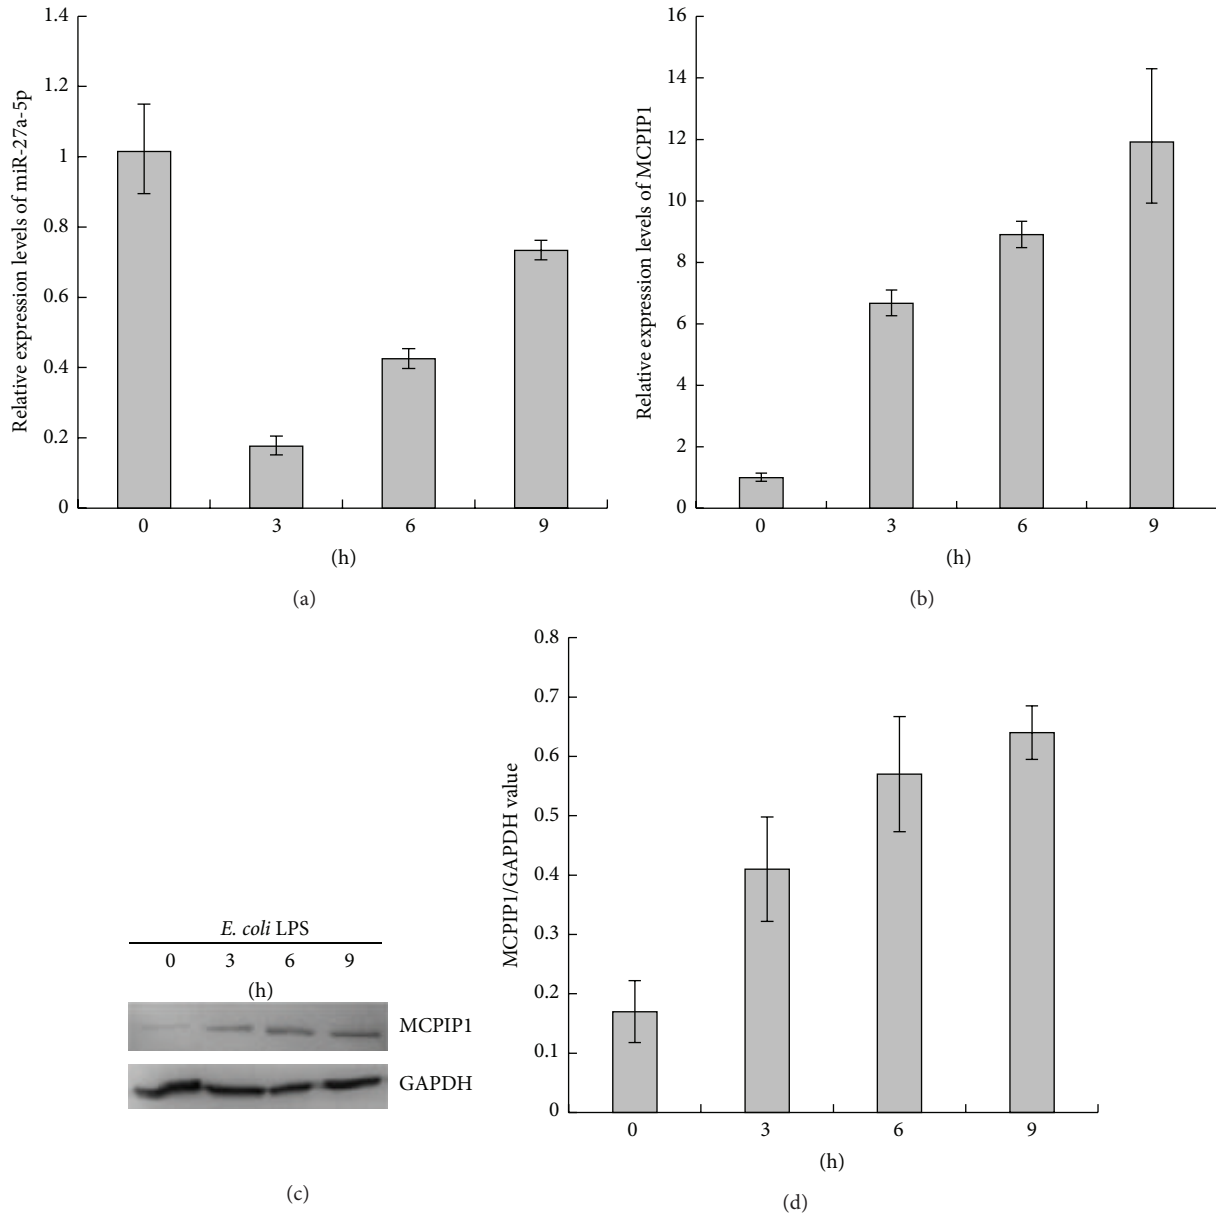 Relative expression levels of miR-27a-5p
1.4
1.2
1
0.8
0.6
0.4
0.2
0
0 3 6 9
(h)
(a)
Relative expression levels of MCPIP1
16
14
12
10
8
6
4
2
0
0 3 6 9
(h)
(b)
E. coli LPS
0 3 6 9
(h)
MCPIP1
GAPDH
(c)
MCPIP1/GAPDH value
0.8
0.7
0.6
0.5
0.4
0.3
0.2
0.1
0
0 3 6 9
(h)
(d)